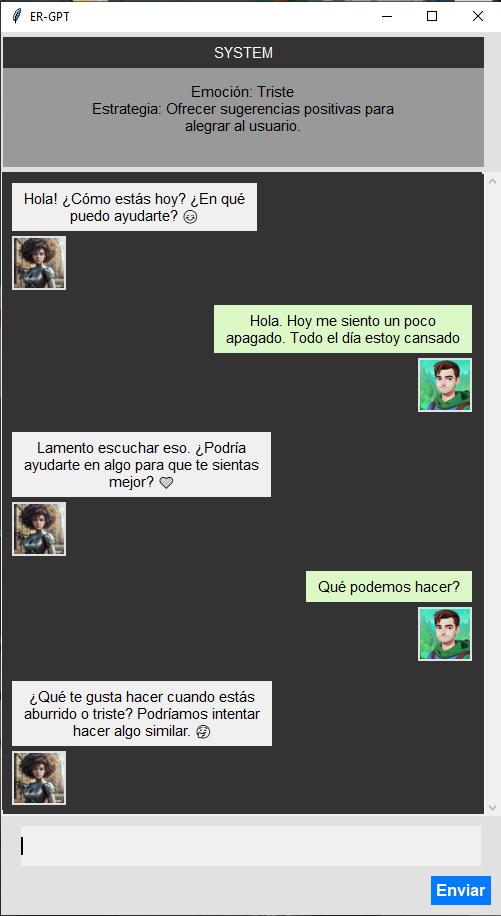 ER-GPT
SYSTEM
Emoción: Triste
Estrategia: Ofrecer sugerencias positivas para
alegrar al usuario.
Hola! ¿Cómo estás hoy? ¿En qué
puedo ayudarte? 😊
Hola. Hoy me siento un poco
apagado. Todo el día estoy cansado
Lamento escuchar eso. ¿Podría
ayudarte en algo para que te sientas
mejor? 💛
Qué podemos hacer?
¿Qué te gusta hacer cuando estás
aburrido o triste? Podríamos intentar
hacer algo similar. 🤔
Enviar